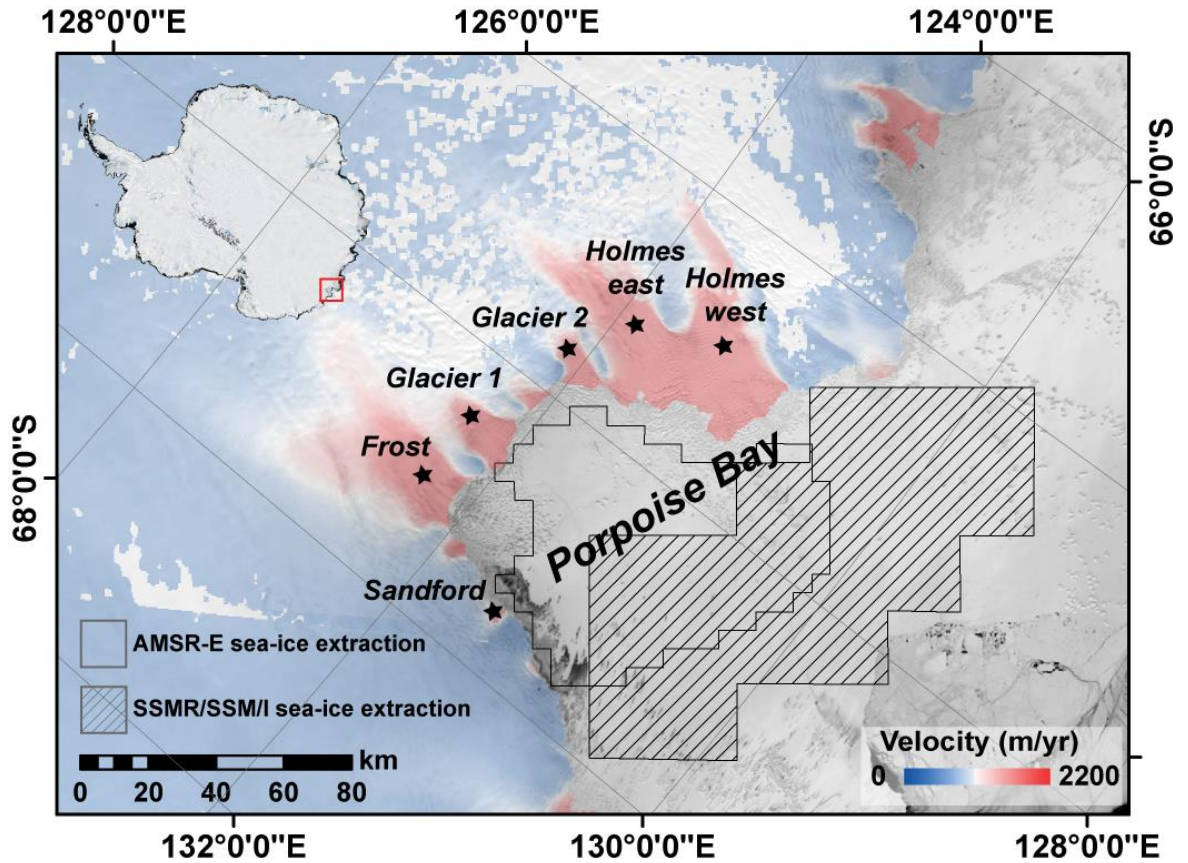 128°0'0"E
126°0'0"E
124°0'0"E
69°0'0"S
68°0'0"S
Holmes
east
Holmes
west
Glacier 2
Glacier 1
Frost
Porpoise Bay
Sandford
AMSR-E sea-ice extraction
SSMR/SSM/I sea-ice extraction
km
0 20 40 60 80
Velocity (m/yr)
0 2200
132°0'0"E
130°0'0"E
128°0'0"E